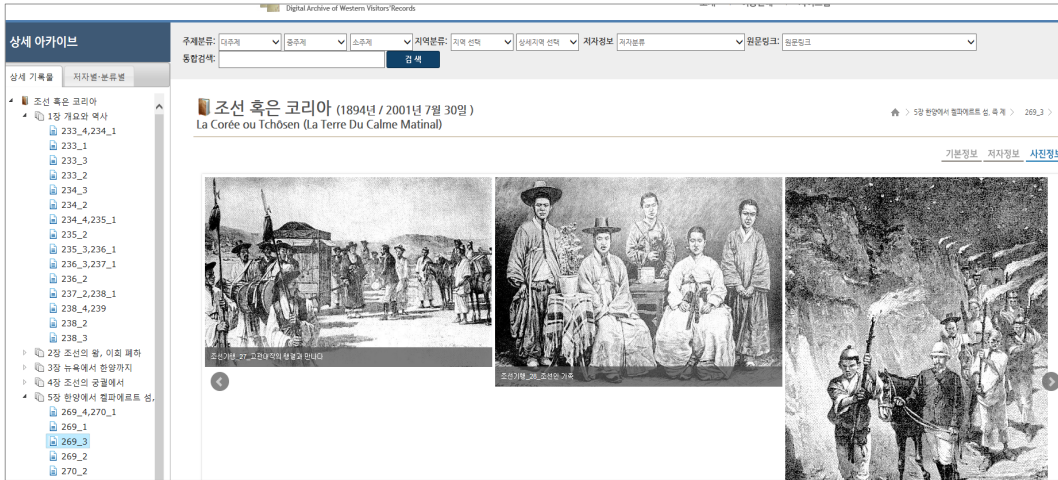 Digital Archive of Western Visitors'Records
상세 아카이브
주제분류: 대주제 중주제 소주제 지역분류: 지역 선택 상세지역 선택 저자정보 저자분류 원문링크: 원문링크
통합검색: 검 색
상세 기록물 저자별·분류별
조선 혹은 코리아
1장 개요와 역사
233_4,234_1
233_1
233_3
233_2
234_3
234_2
234_4,235_1
235_2
235_3,236_1
236_3,237_1
236_2
237_2,238_1
238_4,239
238_2
238_3
2장 조선의 왕, 이희 폐하
3장 뉴욕에서 한양까지
4장 조선의 궁궐에서
5장 한양에서 퀠파에르트 섬,
269_4,270_1
269_1
269_3
269_2
270_2
조선 혹은 코리아 (1894년 / 2001년 7월 30일 )
La Corée ou Tchösen (La Terre Du Calme Matinal)
> 5장 한양에서 퀠파에르트 섬, 즉 제 > 269_3 >
기본정보 저자정보 사진정보
조선기행_27_고관대작의 행렬과 만나다
조선기행_28_조선인 가족